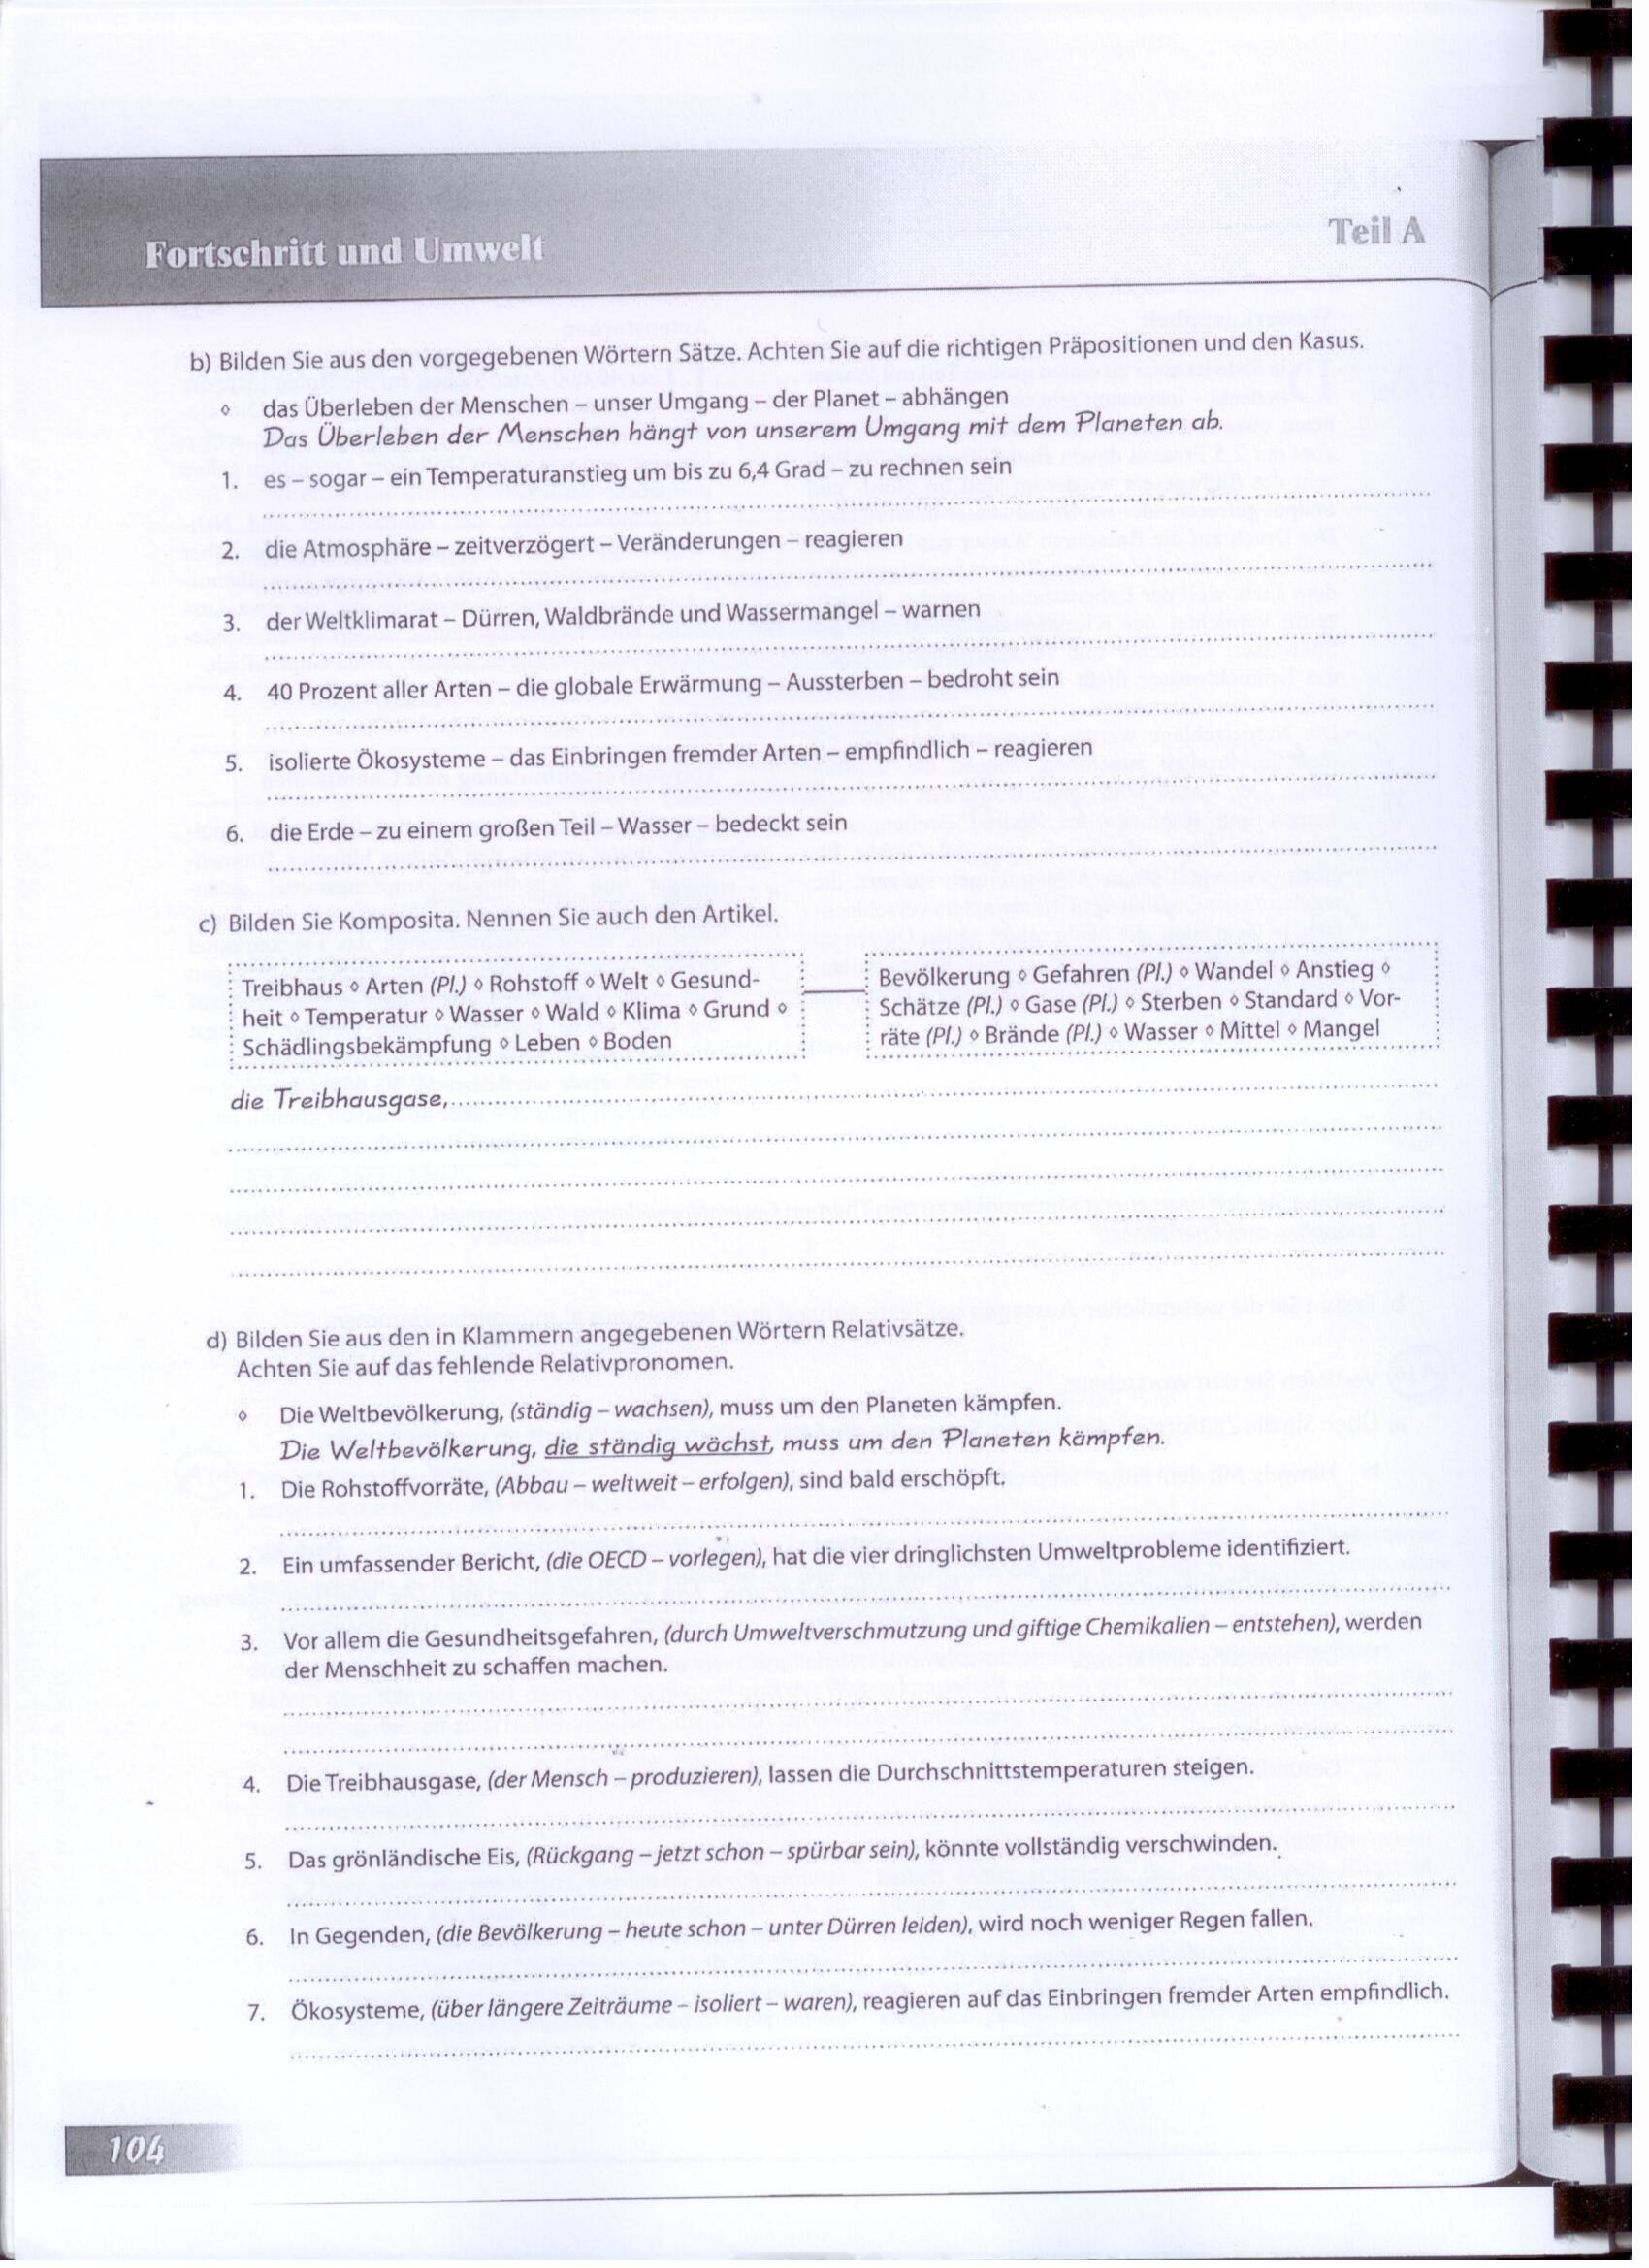 Fortschritt und Umwelt
Teil A
b) Bilden Sie aus den vorgegebenen Wörtern Sätze. Achten Sie auf die richtigen Präpositionen und den Kasus.
◊ das Überleben der Menschen – unser Umgang – der Planet – abhängen
Das Überleben der Menschen hängt von unserem Umgang mit dem Planeten ab.
1. es – sogar – ein Temperaturanstieg um bis zu 6,4 Grad – zu rechnen sein
2. die Atmosphäre – zeitverzögert – Veränderungen – reagieren
3. der Weltklimarat – Dürren, Waldbrände und Wassermangel – warnen
4. 40 Prozent aller Arten – die globale Erwärmung – Aussterben – bedroht sein
5. isolierte Ökosysteme – das Einbringen fremder Arten – empfindlich – reagieren
6. die Erde – zu einem großen Teil – Wasser – bedeckt sein
c) Bilden Sie Komposita. Nennen Sie auch den Artikel.
Treibhaus ◊ Arten (Pl.) ◊ Rohstoff ◊ Welt ◊ Gesund-
heit ◊ Temperatur ◊ Wasser ◊ Wald ◊ Klima ◊ Grund ◊
Schädlingsbekämpfung ◊ Leben ◊ Boden
Bevölkerung ◊ Gefahren (Pl.) ◊ Wandel ◊ Anstieg ◊
Schätze (Pl.) ◊ Gase (Pl.) ◊ Sterben ◊ Standard ◊ Vor-
räte (Pl.) ◊ Brände (Pl.) ◊ Wasser ◊ Mittel ◊ Mangel
die Treibhausgase,
d) Bilden Sie aus den in Klammern angegebenen Wörtern Relativsätze.
Achten Sie auf das fehlende Relativpronomen.
◊ Die Weltbevölkerung, (ständig – wachsen), muss um den Planeten kämpfen.
Die Weltbevölkerung, die ständig wächst, muss um den Planeten kämpfen.
1. Die Rohstoffvorräte, (Abbau – weltweit – erfolgen), sind bald erschöpft.
2. Ein umfassender Bericht, (die OECD – vorlegen), hat die vier dringlichsten Umweltprobleme identifiziert.
3. Vor allem die Gesundheitsgefahren, (durch Umweltverschmutzung und giftige Chemikalien – entstehen), werden
der Menschheit zu schaffen machen.
4. Die Treibhausgase, (der Mensch – produzieren), lassen die Durchschnittstemperaturen steigen.
5. Das grönländische Eis, (Rückgang – jetzt schon – spürbar sein), könnte vollständig verschwinden.
6. In Gegenden, (die Bevölkerung – heute schon – unter Dürren leiden), wird noch weniger Regen fallen.
7. Ökosysteme, (über längere Zeiträume – isoliert – waren), reagieren auf das Einbringen fremder Arten empfindlich.
104